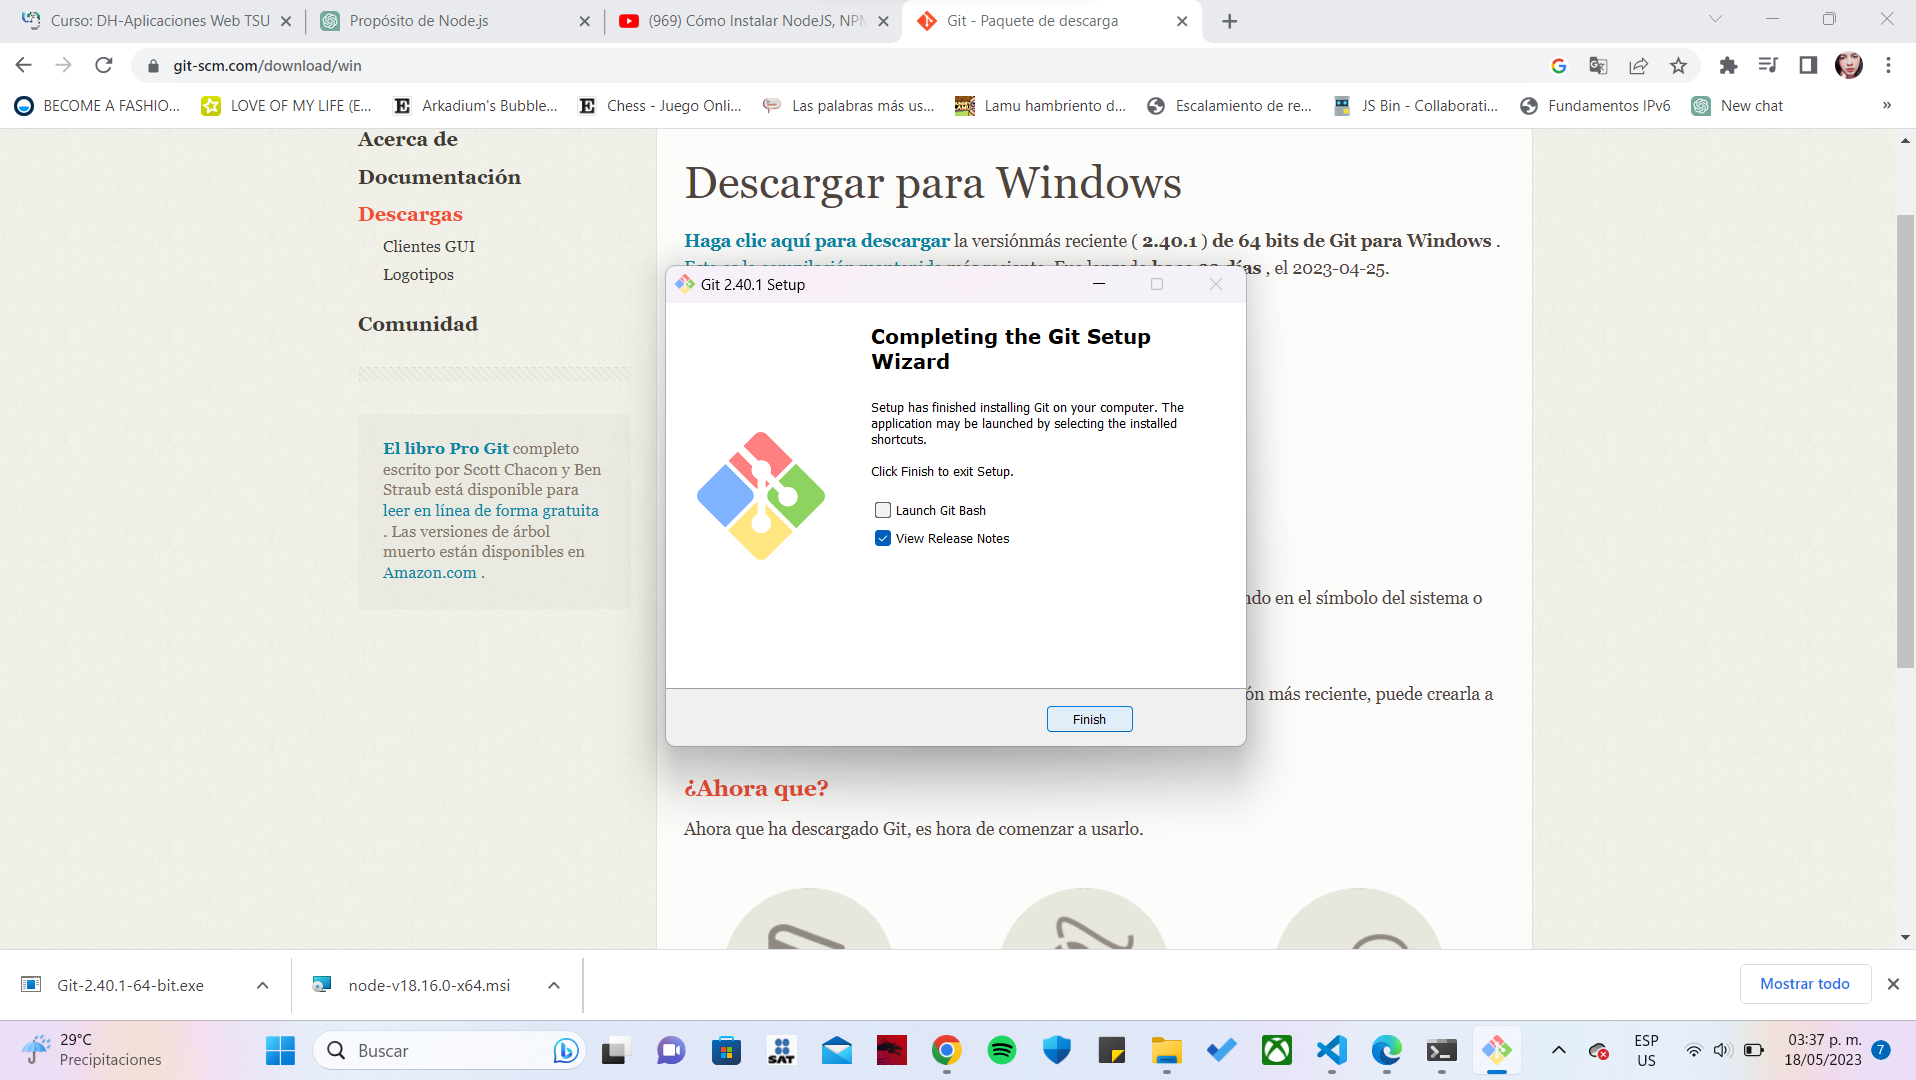 Curso: DH-Aplicaciones Web TSU
Propósito de Node.js
(969) Cómo Instalar NodeJS, NPM
Git - Paquete de descarga
git-scm.com/download/win
BECOME A FASHIO...
LOVE OF MY LIFE (E...
Arkadium's Bubble...
Chess - Juego Onli...
Las palabras más us...
Lamu hambriento d...
Escalamiento de re...
JS Bin - Collaborati...
Fundamentos IPv6
New chat
»
Acerca de
Documentación
Descargas
Clientes GUI
Logotipos
Comunidad
El libro Pro Git completo
escrito por Scott Chacon y Ben
Straub está disponible para
leer en línea de forma gratuita
. Las versiones de árbol
muerto están disponibles en
Amazon.com .
Descargar para Windows
Haga clic aquí para descargar la versiónmás reciente ( 2.40.1 ) de 64 bits de Git para Windows .
, el 2023-04-25.
Git 2.40.1 Setup
Completing the Git Setup
Wizard
Setup has finished installing Git on your computer. The
application may be launched by selecting the installed
shortcuts.
Click Finish to exit Setup.
Launch Git Bash
View Release Notes
Finish
en el símbolo del sistema o
más reciente, puede crearla a
¿Ahora que?
Ahora que ha descargado Git, es hora de comenzar a usarlo.
Git-2.40.1-64-bit.exe
node-v18.16.0-x64.msi
Mostrar todo
29°C
Precipitaciones
Buscar
SAT
ESP
US
03:37 p. m.
18/05/2023
7